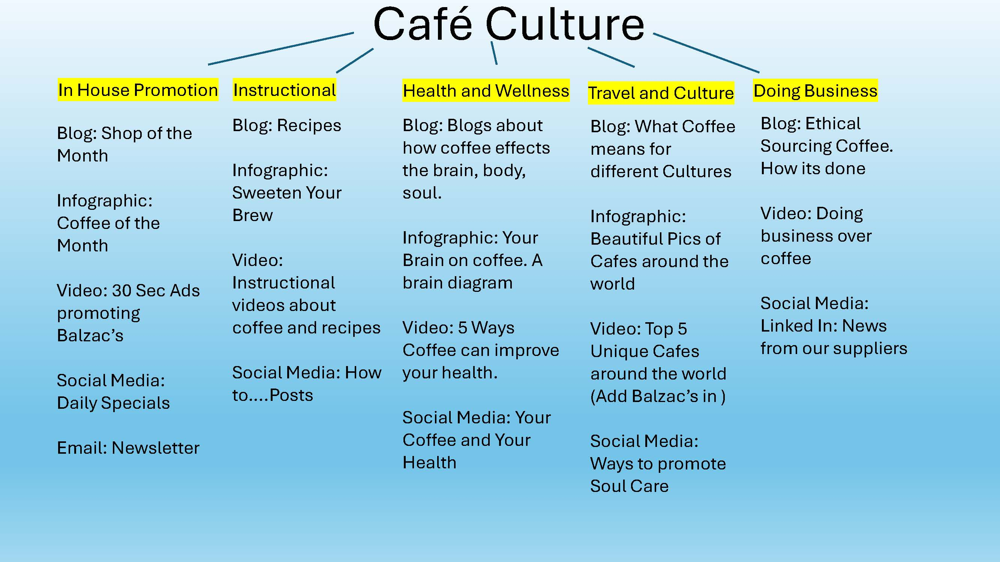 Café Culture
In House Promotion
Blog: Shop of the
Month
Infographic:
Coffee of the
Month
Video: 30 Sec Ads
promoting
Balzac’s
Social Media:
Daily Specials
Email: Newsletter
Instructional
Blog: Recipes
Infographic:
Sweeten Your
Brew
Video:
Instructional
videos about
coffee and recipes
Social Media: How
to....Posts
Health and Wellness
Blog: Blogs about
how coffee effects
the brain, body,
soul.
Infographic: Your
Brain on coffee. A
brain diagram
Video: 5 Ways
Coffee can improve
your health.
Social Media: Your
Coffee and Your
Health
Travel and Culture
Blog: What Coffee
means for
different Cultures
Infographic:
Beautiful Pics of
Cafes around the
world
Video: Top 5
Unique Cafes
around the world
(Add Balzac’s in )
Social Media:
Ways to promote
Soul Care
Doing Business
Blog: Ethical
Sourcing Coffee.
How its done
Video: Doing
business over
coffee
Social Media:
Linked In: News
from our suppliers